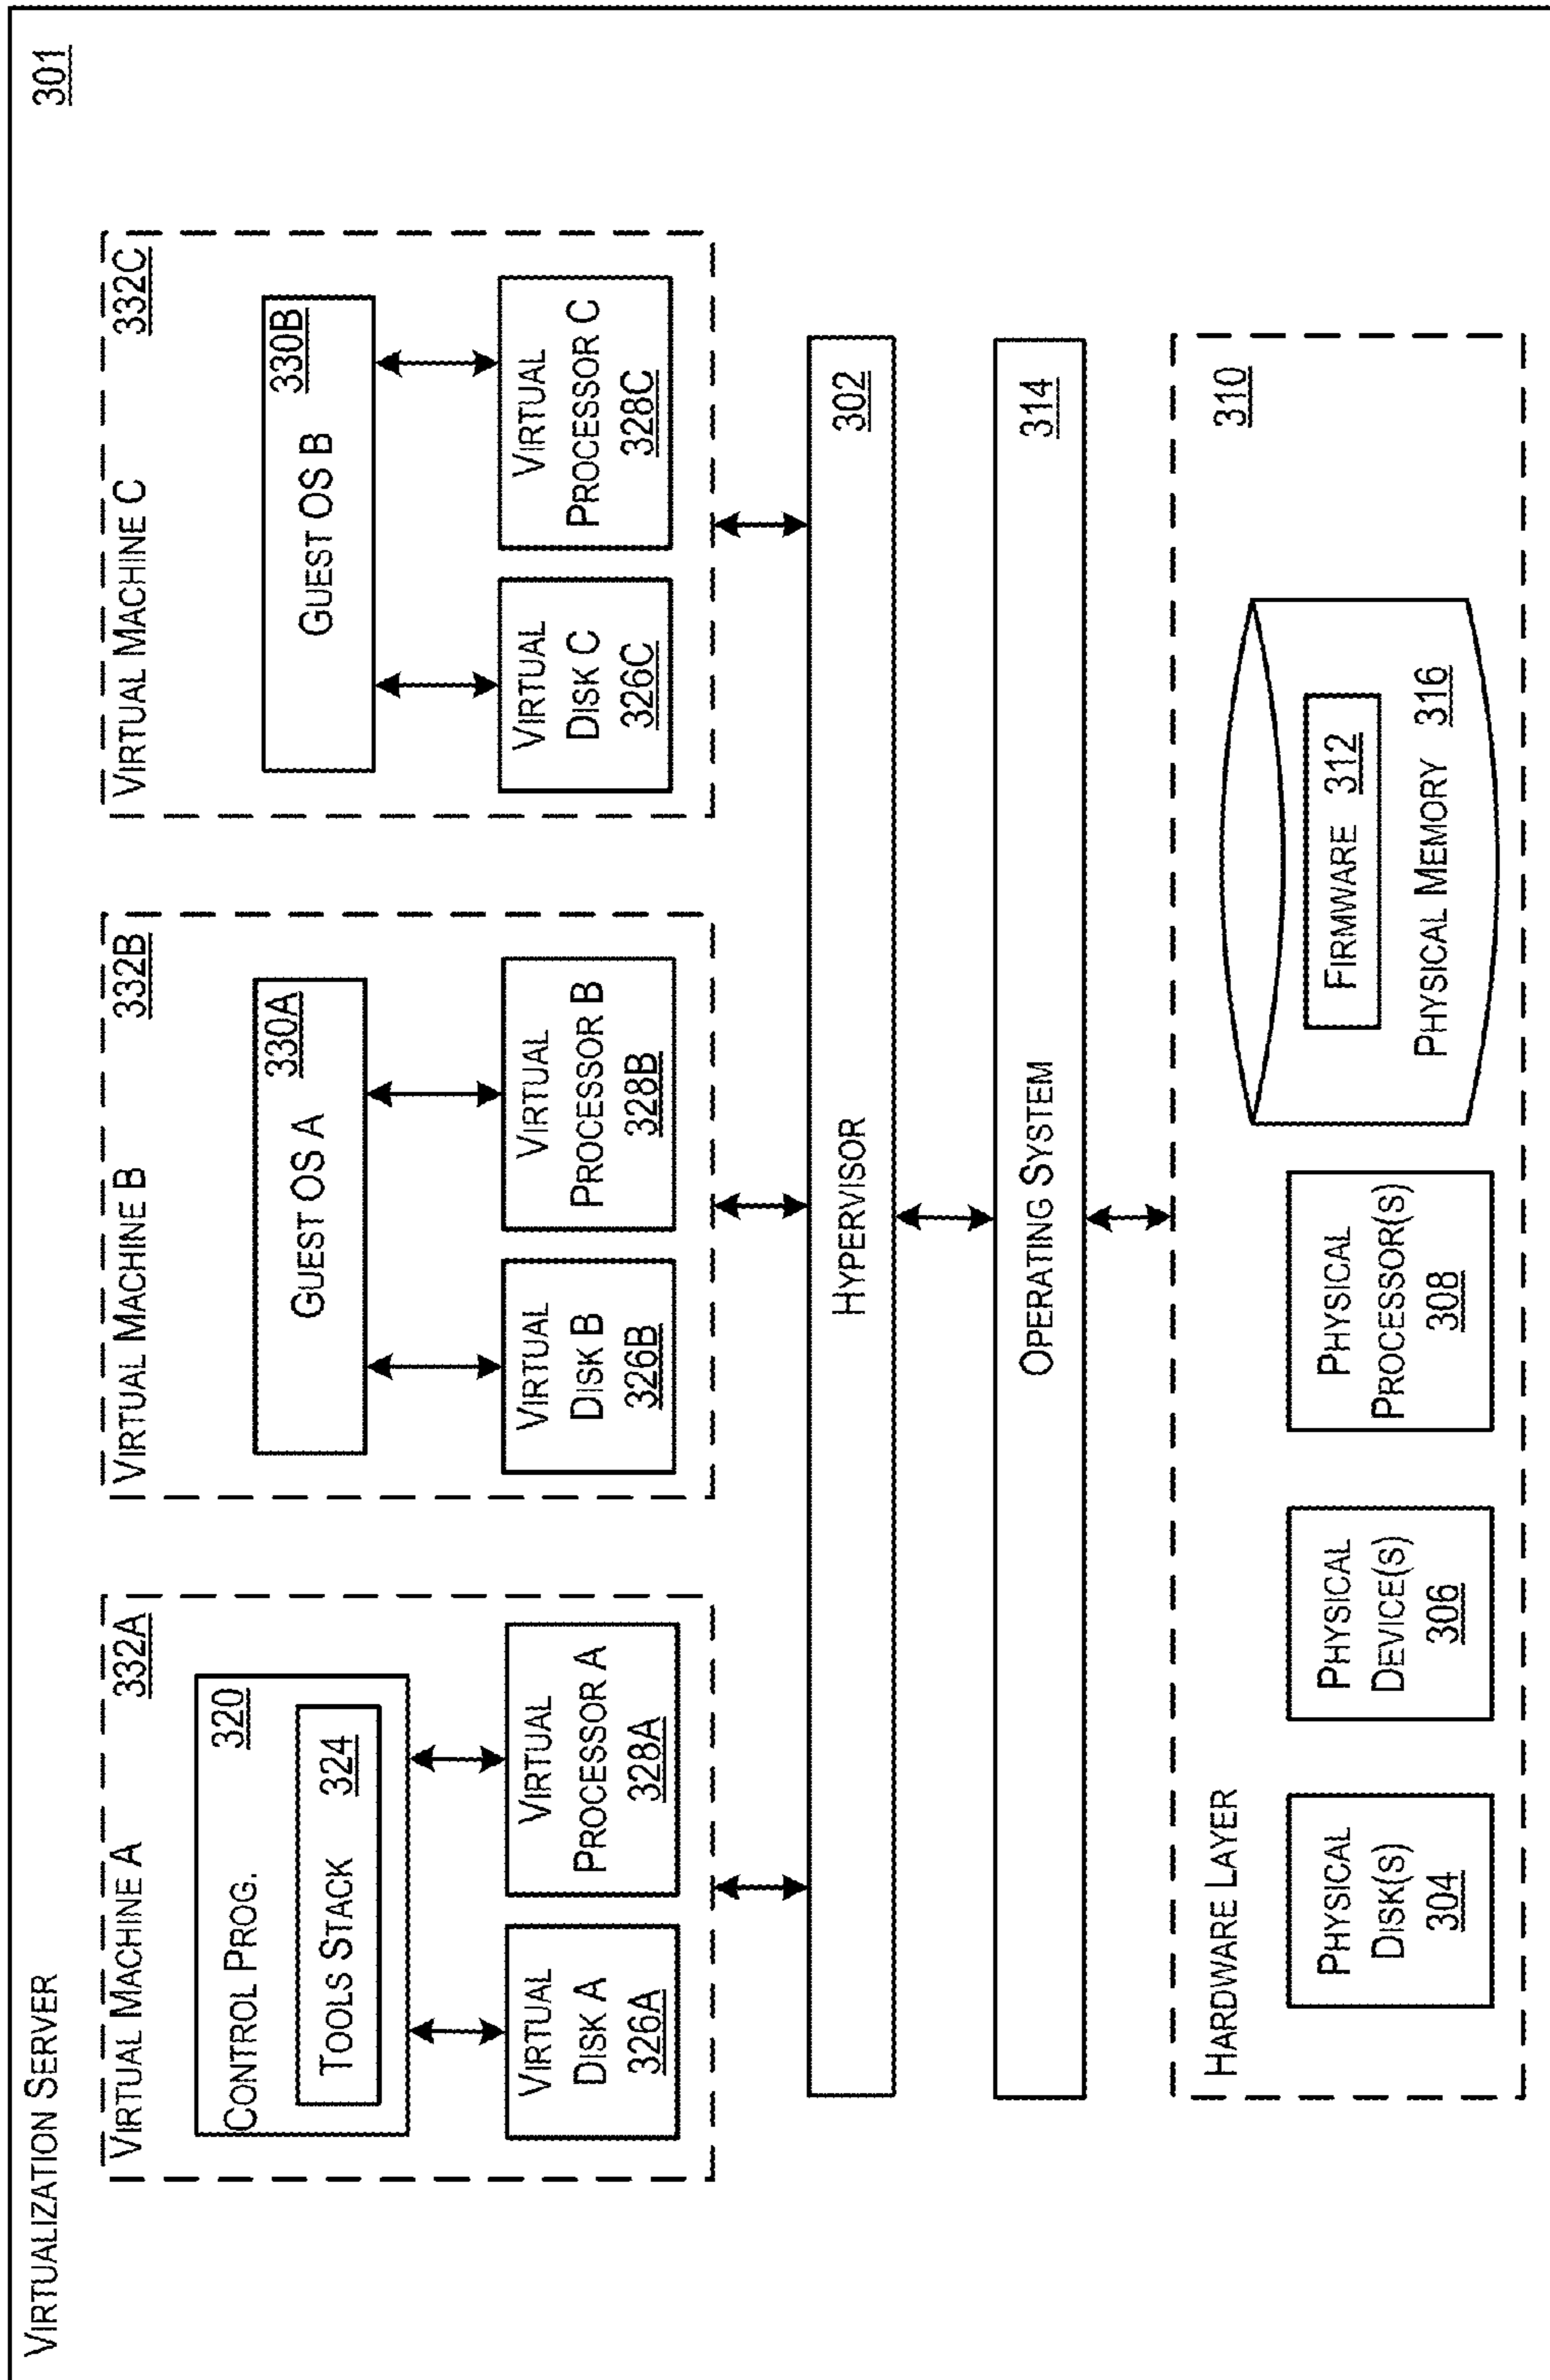 VIRTUALIZATION SERVER
301
VIRTUAL MACHINE A
332A
CONTROL PROG.
320
TOOLS STACK
324
VIRTUAL
DISK A
326A
VIRTUAL
PROCESSOR A
328A
VIRTUAL MACHINE B
332B
GUEST OS A
330A
VIRTUAL
DISK B
326B
VIRTUAL
PROCESSOR B
328B
VIRTUAL MACHINE C
332C
GUEST OS B
330B
VIRTUAL
DISK C
326C
VIRTUAL
PROCESSOR C
328C
HYPERVISOR
302
OPERATING SYSTEM
314
HARDWARE LAYER
310
PHYSICAL
DISK(S)
304
PHYSICAL
DEVICE(S)
306
PHYSICAL
PROCESSOR(S)
308
FIRMWARE 312
PHYSICAL MEMORY 316